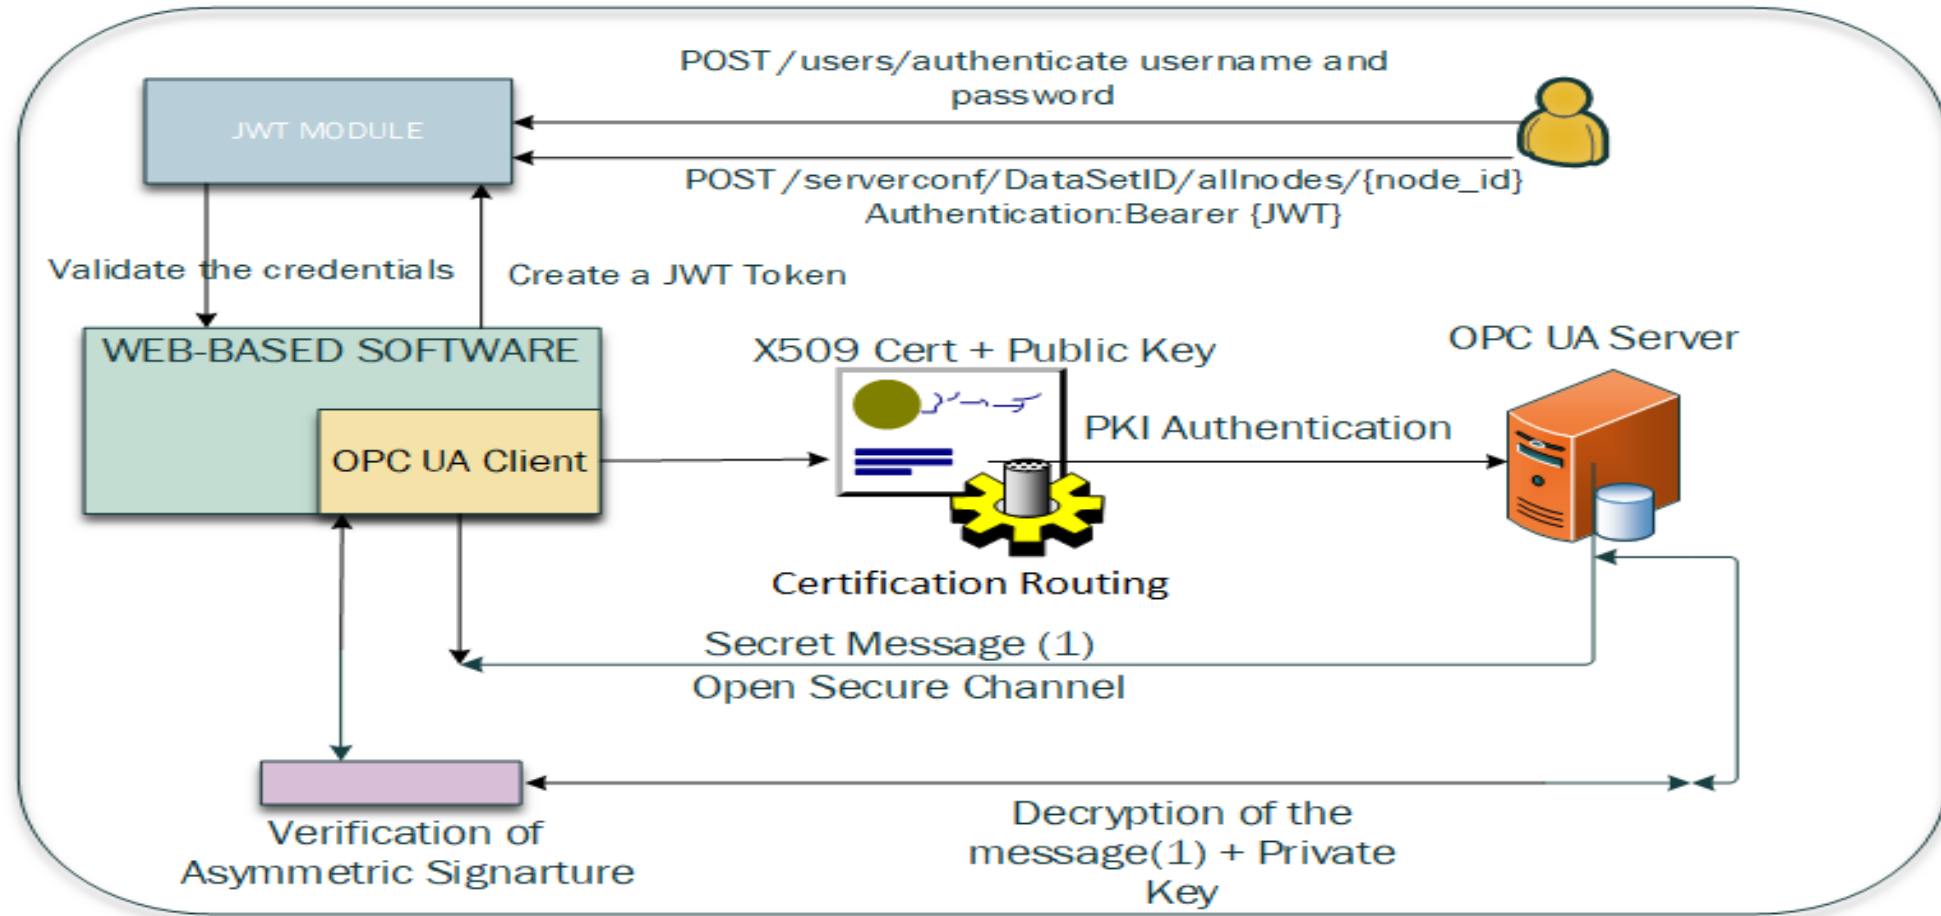 POST /users/authenticate username and
password
JWT MODULE
POST /serverconf/DataSetID/allnodes/{node_id}
Authentication:Bearer {JWT}
Validate the credentials
Create a JWT Token
WEB-BASED SOFTWARE
OPC UA Client
X509 Cert + Public Key
OPC UA Server
PKI Authentication
Certification Routing
Secret Message (1)
Open Secure Channel
Verification of
Asymmetric Signarture
Decryption of the
message(1) + Private
Key